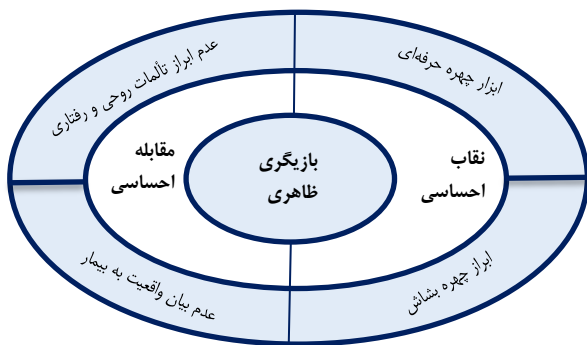 ابزار چهره حرفه‌ای
عدم ابراز تألمات روحی و رفتاری
نقاب
احساسی
بازیگری
ظاهری
مقابله
احساسی
ابراز چهره بشاش
عدم بیان واقعیت به بیمار